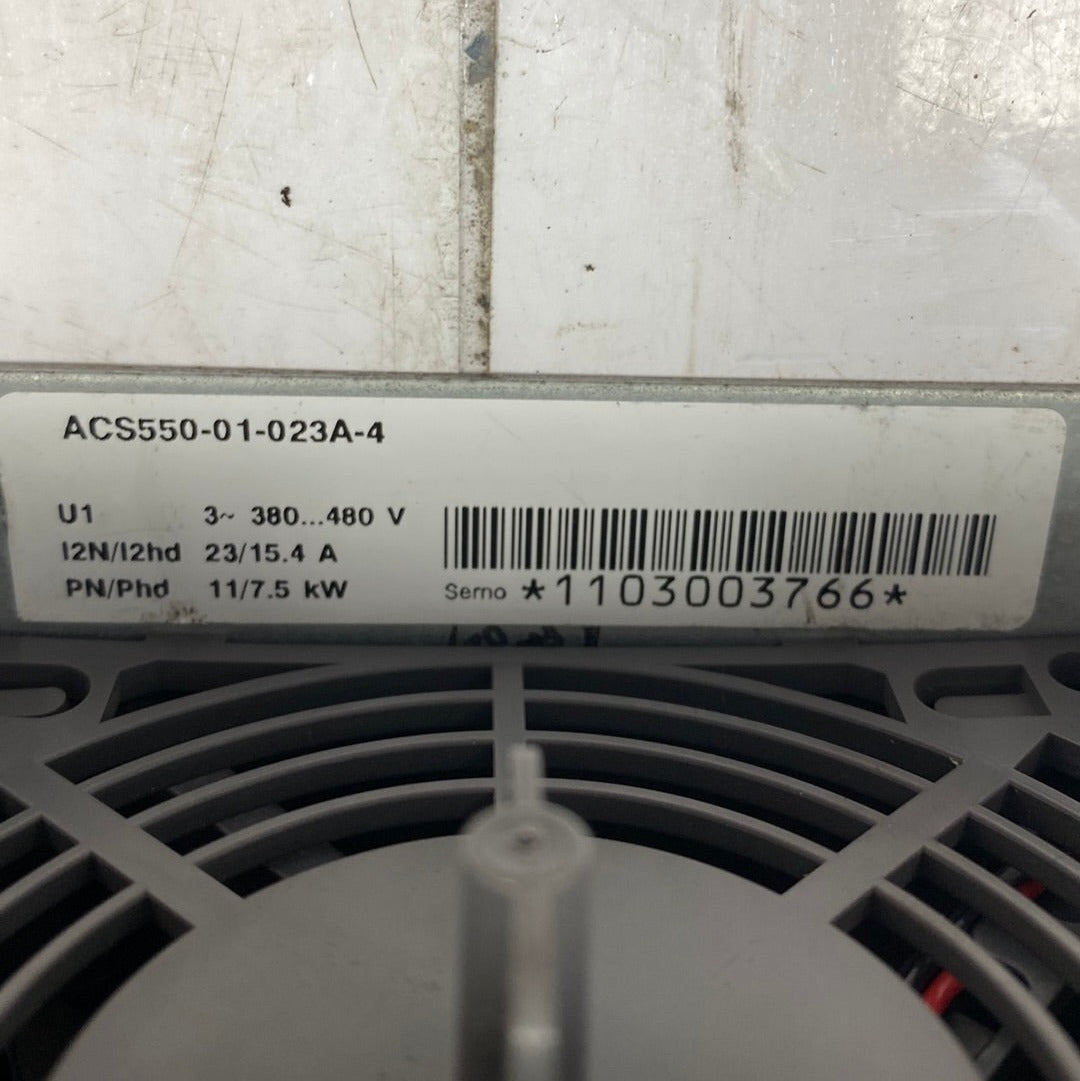 ACS550-01-023A-4
U1 3~ 380...480 V
I2N/I2hd 23/15.4 A
PN/Phd 11/7.5 kW
Serno *1103003766*